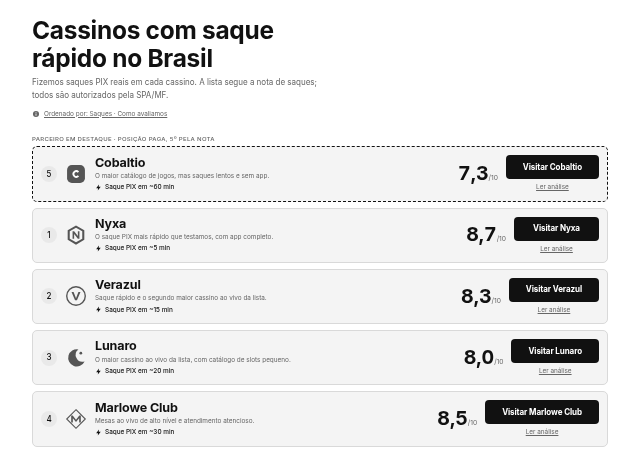 Cassinos com saque
rápido no Brasil
Fizemos saques PIX reais em cada cassino. A lista segue a nota de saques;
todos são autorizados pela SPA/MF.
Ordenado por: Saques · Como avaliamos
PARCEIRO EM DESTAQUE · POSIÇÃO PAGA, 5º PELA NOTA
5
Cobaltio
O maior catálogo de jogos, mas saques lentos e sem app.
Saque PIX em ~60 min
7,3/10
Visitar Cobaltio
Ler análise
1
Nyxa
O saque PIX mais rápido que testamos, com app completo.
Saque PIX em ~5 min
8,7/10
Visitar Nyxa
Ler análise
2
Verazul
Saque rápido e o segundo maior cassino ao vivo da lista.
Saque PIX em ~15 min
8,3/10
Visitar Verazul
Ler análise
3
Lunaro
O maior cassino ao vivo da lista, com catálogo de slots pequeno.
Saque PIX em ~20 min
8,0/10
Visitar Lunaro
Ler análise
4
Marlowe Club
Mesas ao vivo de alto nível e atendimento atencioso.
Saque PIX em ~30 min
8,5/10
Visitar Marlowe Club
Ler análise